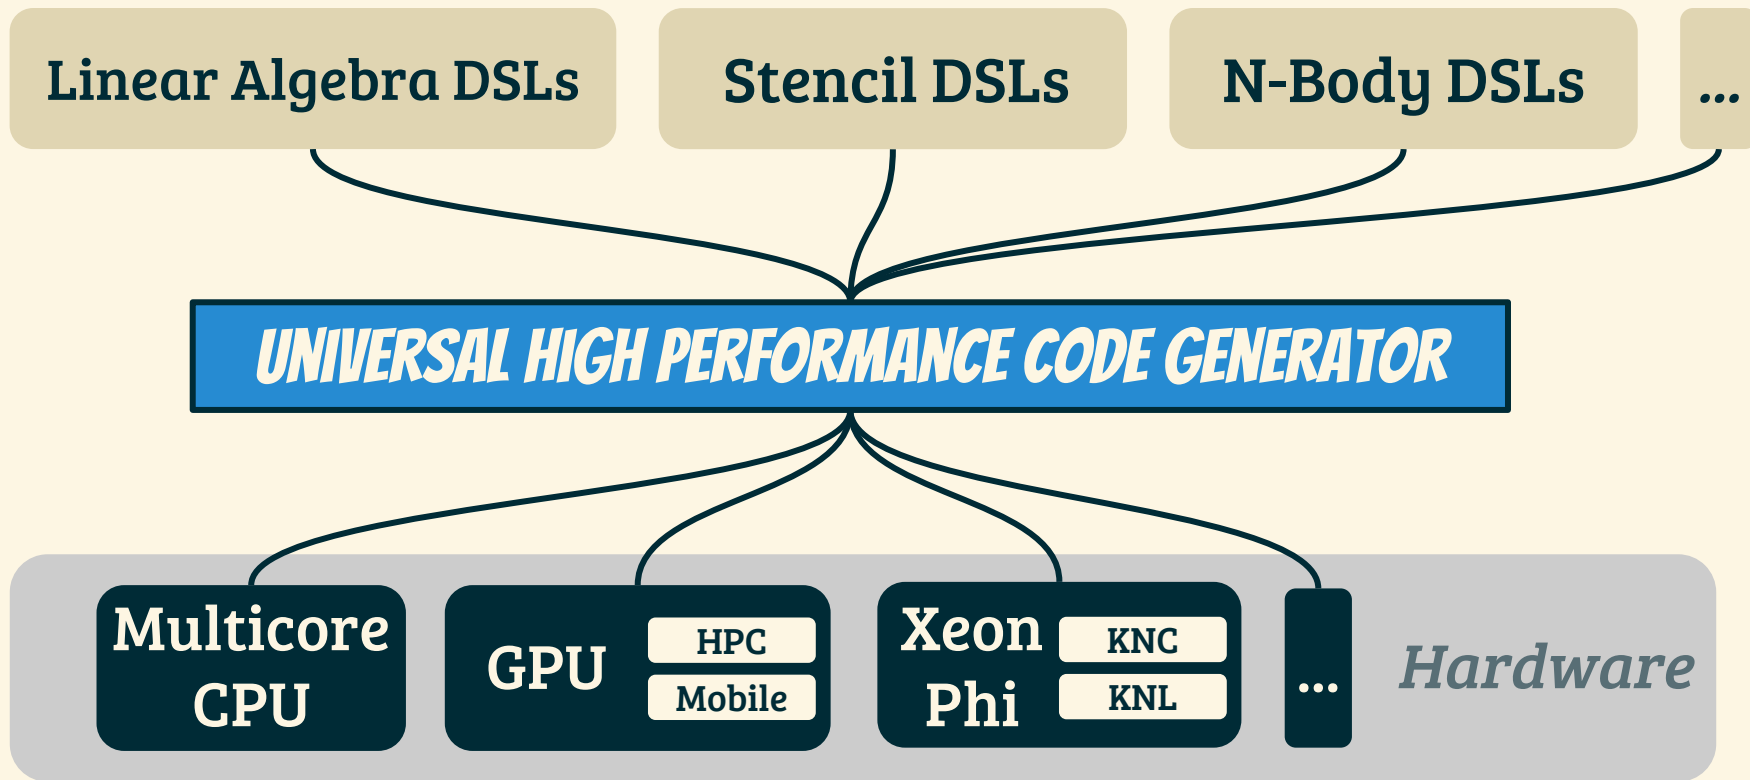 Linear Algebra DSLs
Stencil DSLs
N-Body DSLs
...
UNIVERSAL HIGH PERFORMANCE CODE GENERATOR
Multicore
CPU
GPU
HPC
Mobile
Xeon
Phi
KNC
KNL
...
Hardware